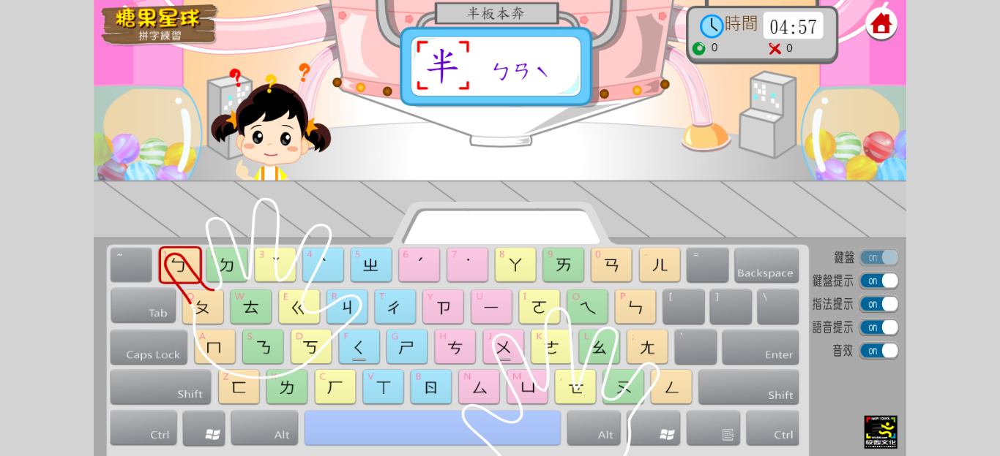 糖果星球
拼字練習
半板本奔
半 ㄅㄢˋ
時間 04:57
0 0
? ? ?
~ 1 ㄅ ㄉ 3 ˇ 4 ˋ 5 ㄓ 6 ˊ 7 ˙ 8 ㄚ 9 ㄞ 0 ㄢ - ㄦ = Backspace
Tab Q ㄆ W ㄊ E ㄍ R ㄐ T ㄔ Y ㄗ U ㄧ I ㄛ O ㄟ P ㄣ [ ] \
Caps Lock A ㄇ S ㄋ D ㄎ F ㄑ G ㄕ H ㄘ J ㄨ K ㄜ L ㄠ ; ㄤ ' Enter
Shift Z ㄈ X ㄌ C ㄏ V ㄒ B ㄖ N ㄙ M ㄩ , ㄝ ㄡ ㄥ Shift
Ctrl Alt Alt Ctrl
鍵盤 on
鍵盤提示 on
指法提示 on
語音提示 on
音效 on
校園文化